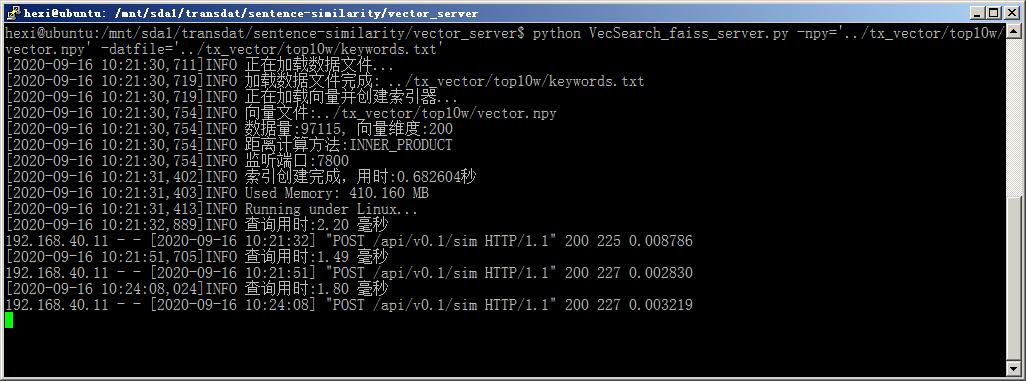 hexi@ubuntu: /mnt/sda1/transdat/sentence-similarity/vector_server
hexi@ubuntu:/mnt/sda1/transdat/sentence-similarity/vector_server$ python VecSearch_faiss_server.py -npy='../tx_vector/top10w/
vector.npy' -datfile='../tx_vector/top10w/keywords.txt'
[2020-09-16 10:21:30,711]INFO 正在加载数据文件...
[2020-09-16 10:21:30,719]INFO 加载数据文件完成: ../tx_vector/top10w/keywords.txt
[2020-09-16 10:21:30,719]INFO 正在加载向量并创建索引器...
[2020-09-16 10:21:30,754]INFO 向量文件:../tx_vector/top10w/vector.npy
[2020-09-16 10:21:30,754]INFO 数据量:97115, 向量维度:200
[2020-09-16 10:21:30,754]INFO 距离计算方法:INNER_PRODUCT
[2020-09-16 10:21:30,754]INFO 监听端口:7800
[2020-09-16 10:21:31,402]INFO 索引创建完成，用时:0.682604秒
[2020-09-16 10:21:31,403]INFO Used Memory: 410.160 MB
[2020-09-16 10:21:31,413]INFO Running under Linux...
[2020-09-16 10:21:32,889]INFO 查询用时:2.20 毫秒
192.168.40.11 - - [2020-09-16 10:21:32] "POST /api/v0.1/sim HTTP/1.1" 200 225 0.008786
[2020-09-16 10:21:51,705]INFO 查询用时:1.49 毫秒
192.168.40.11 - - [2020-09-16 10:21:51] "POST /api/v0.1/sim HTTP/1.1" 200 227 0.002830
[2020-09-16 10:24:08,024]INFO 查询用时:1.80 毫秒
192.168.40.11 - - [2020-09-16 10:24:08] "POST /api/v0.1/sim HTTP/1.1" 200 227 0.003219